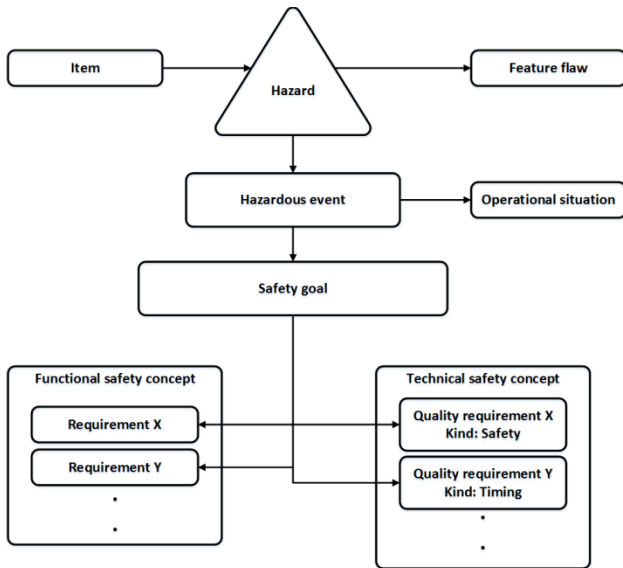 Item
Hazard
Feature flaw
Hazardous event
Operational situation
Safety goal
Functional safety concept
Requirement X
Requirement Y
.
.
Technical safety concept
Quality requirement X
Kind: Safety
Quality requirement Y
Kind: Timing
.
.